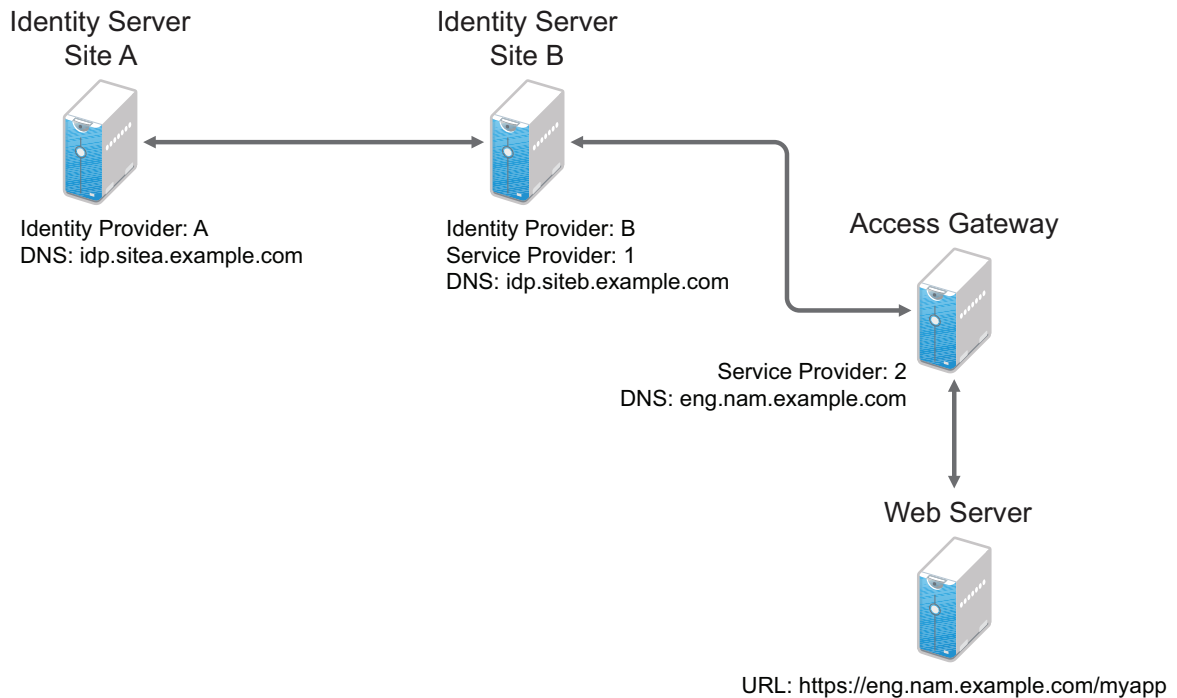 Identity Server
Site A
Identity Server
Site B
Identity Provider: A
DNS: idp.sitea.example.com
Identity Provider: B
Service Provider: 1
DNS: idp.siteb.example.com
Access Gateway
Service Provider: 2
DNS: eng.nam.example.com
Web Server
URL: https://eng.nam.example.com/myapp